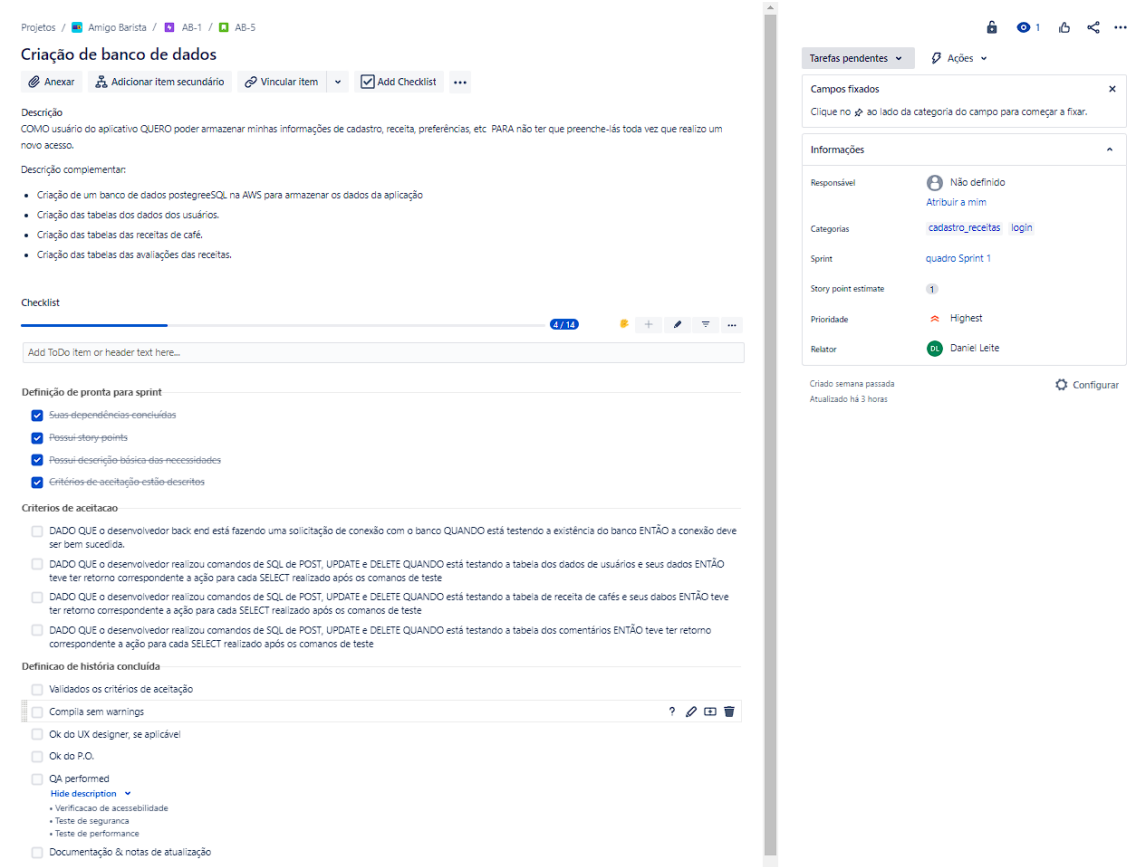 Projetos / Amigo Barista / AB-1 / AB-5
1
Criação de banco de dados
Anexar
Adicionar item secundário
Vincular item
Add Checklist
Descrição
COMO usuário do aplicativo QUERO poder armazenar minhas informações de cadastro, receita, preferências, etc PARA não ter que preenche-lás toda vez que realizo um
novo acesso.
Descrição complementar:
• Criação de um banco de dados postegreeSQL na AWS para armazenar os dados da aplicação
• Criação das tabelas dos dados dos usuários.
• Criação das tabelas das receitas de café.
• Criação das tabelas das avaliações das receitas.
Checklist
4 / 14
Add ToDo item or header text here...
Definição de pronta para sprint
Suas dependências concluídas
Possui story points
Possui descrição básica das necessidades
Critérios de aceitação estão descritos
Criterios de aceitacao
DADO QUE o desenvolvedor back end está fazendo uma solicitação de conexão com o banco QUANDO está testendo a existência do banco ENTÃO a conexão deve
ser bem sucedida.
DADO QUE o desenvolvedor realizou comandos de SQL de POST, UPDATE e DELETE QUANDO está testando a tabela dos dados de usuários e seus dados ENTÃO
teve ter retorno correspondente a ação para cada SELECT realizado após os comanos de teste
DADO QUE o desenvolvedor realizou comandos de SQL de POST, UPDATE e DELETE QUANDO está testando a tabela de receita de cafés e seus dabos ENTÃO teve
ter retorno correspondente a ação para cada SELECT realizado após os comanos de teste
DADO QUE o desenvolvedor realizou comandos de SQL de POST, UPDATE e DELETE QUANDO está testando a tabela dos comentários ENTÃO teve ter retorno
correspondente a ação para cada SELECT realizado após os comanos de teste
Definicao de história concluída
Validados os critérios de aceitação
Compila sem warnings
?
Ok do UX designer, se aplicável
Ok do P.O.
QA performed
Hide description
• Verificacao de acessebilidade
• Teste de seguranca
• Teste de performance
Documentação & notas de atualização
Tarefas pendentes
Ações
Campos fixados
Clique no ao lado da categoria do campo para começar a fixar.
Informações
Responsável
Não definido
Atribuir a mim
Categorias
cadastro_receitas login
Sprint
quadro Sprint 1
Story point estimate
1
Prioridade
Highest
Relator
DL Daniel Leite
Criado semana passada
Atualizado há 3 horas
Configurar